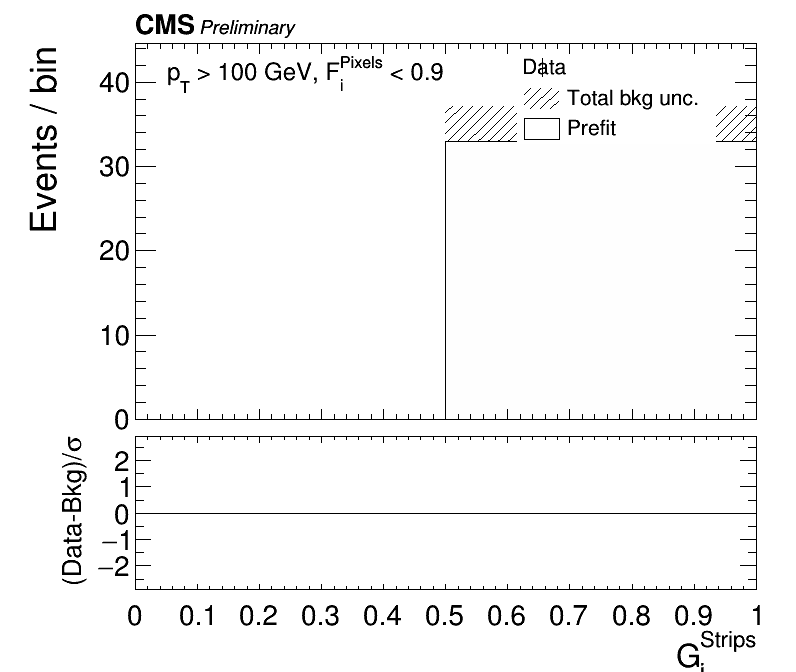 CMS Preliminary
Events / bin
p_T > 100 GeV, F_i^Pixels < 0.9
Data
Total bkg unc.
Prefit
40
30
20
10
0
(Data-Bkg)/σ
2
1
0
−1
−2
0 0.1 0.2 0.3 0.4 0.5 0.6 0.7 0.8 0.9 1
G_i^Strips